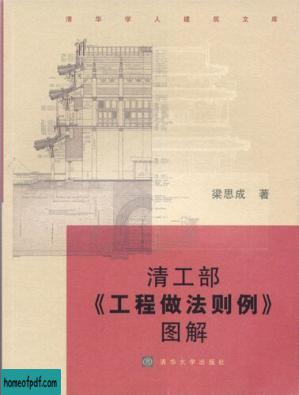 清华学人建筑文库
梁思成 著
清工部
《工程做法则例》
图解
清华大学出版社
homeofpdf.com